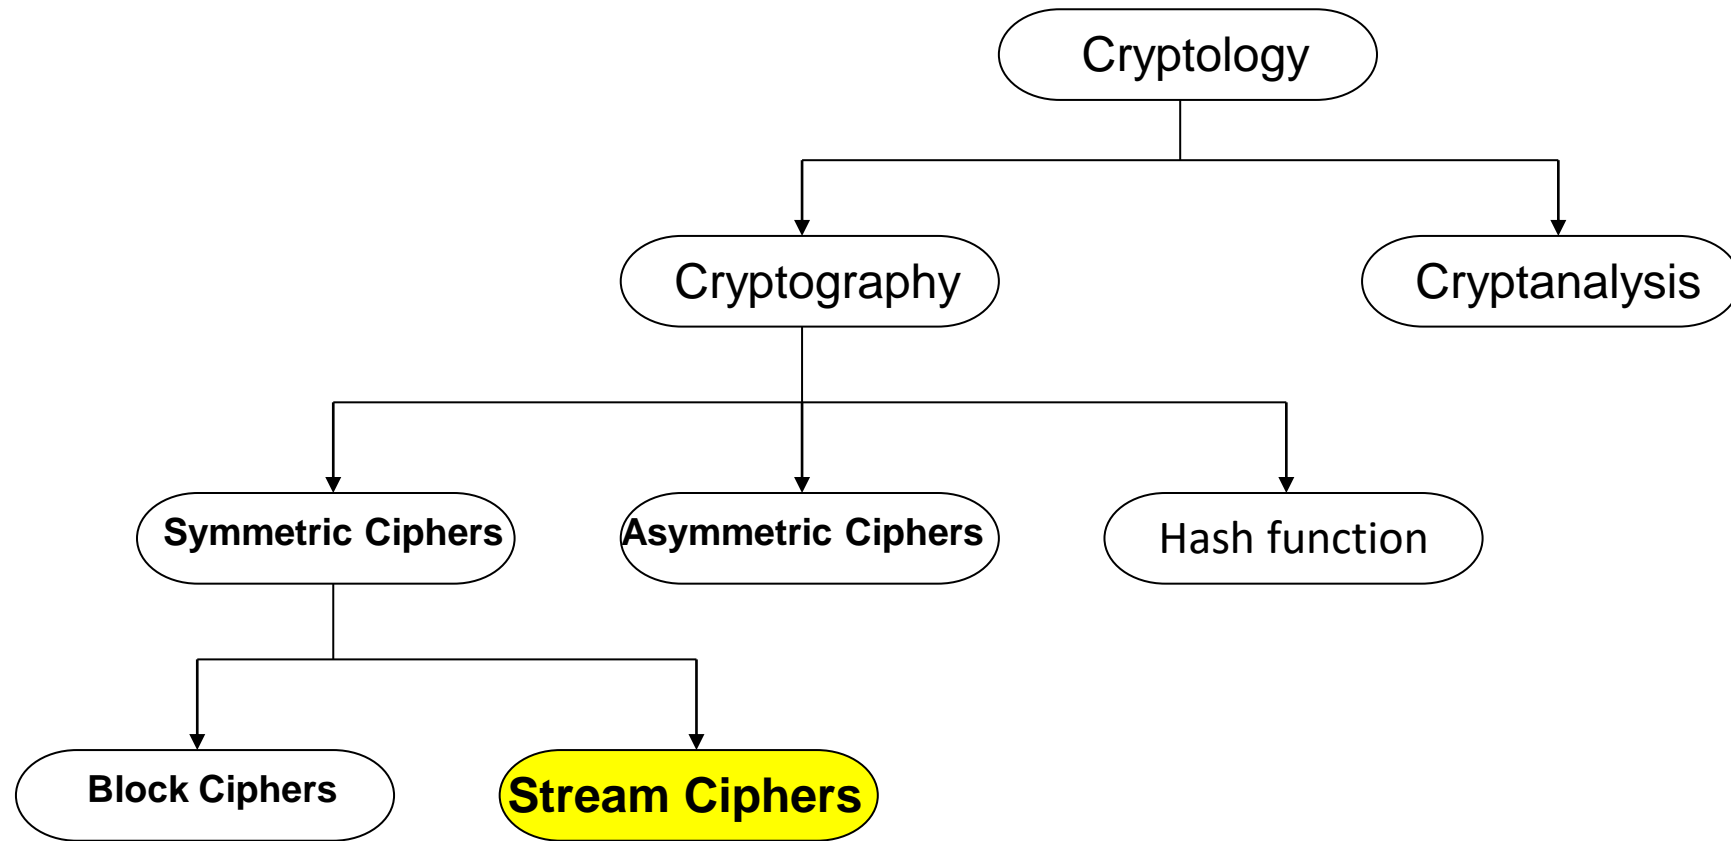 Cryptology
Cryptography
Cryptanalysis
Symmetric Ciphers
Asymmetric Ciphers
Hash function
Block Ciphers
Stream Ciphers